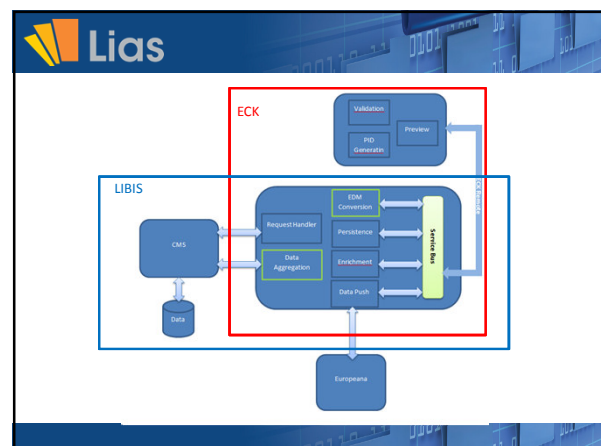 Lias
ECK
Validation
PID
Generatin
Preview
LIBIS
EDM
Conversion
Request Handler
Persistence
CMS
Data
Aggregation
Enrichment
Service Bus
Data Push
Data
Europeana